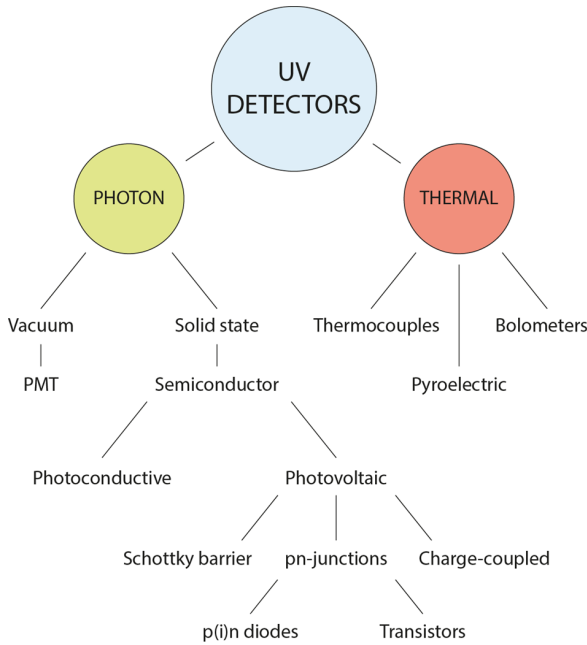 UV
DETECTORS
PHOTON
THERMAL
Vacuum
Solid state
Thermocouples
Bolometers
PMT
Semiconductor
Pyroelectric
Photoconductive
Photovoltaic
Schottky barrier
pn-junctions
Charge-coupled
p(i)n diodes
Transistors